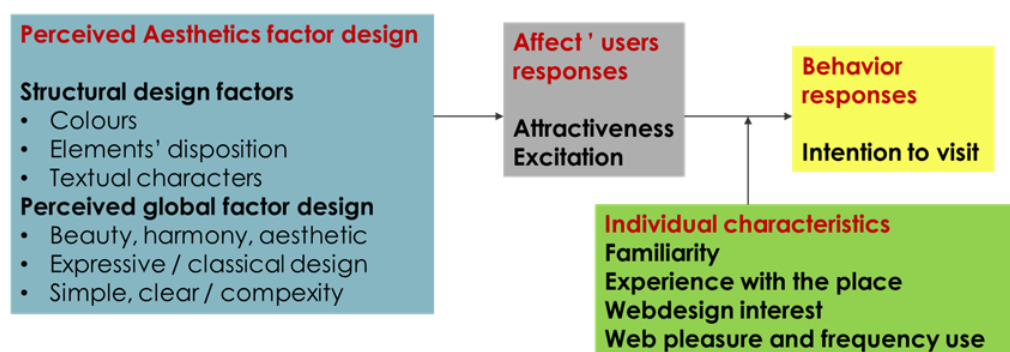 Perceived Aesthetics factor design
Structural design factors
• Colours
• Elements' disposition
• Textual characters
Perceived global factor design
• Beauty, harmony, aesthetic
• Expressive / classical design
• Simple, clear / compexity
Affect ' users
responses
Attractiveness
Excitation
Behavior
responses
Intention to visit
Individual characteristics
Familiarity
Experience with the place
Webdesign interest
Web pleasure and frequency use